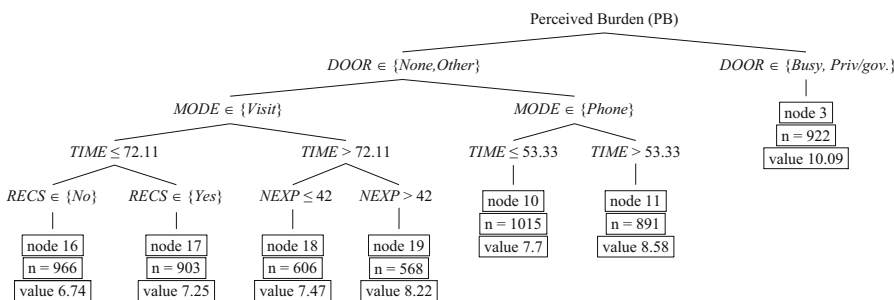 Perceived Burden (PB)
DOOR ∈ {None,Other} DOOR ∈ {Busy, Priv/gov.}
MODE ∈ {Visit} MODE ∈ {Phone}
node 3
n = 922
value 10.09
TIME ≤ 72.11 TIME > 72.11 TIME ≤ 53.33 TIME > 53.33
RECS ∈ {No} RECS ∈ {Yes} NEXP ≤ 42 NEXP > 42
node 10
n = 1015
value 7.7
node 11
n = 891
value 8.58
node 16
n = 966
value 6.74
node 17
n = 903
value 7.25
node 18
n = 606
value 7.47
node 19
n = 568
value 8.22